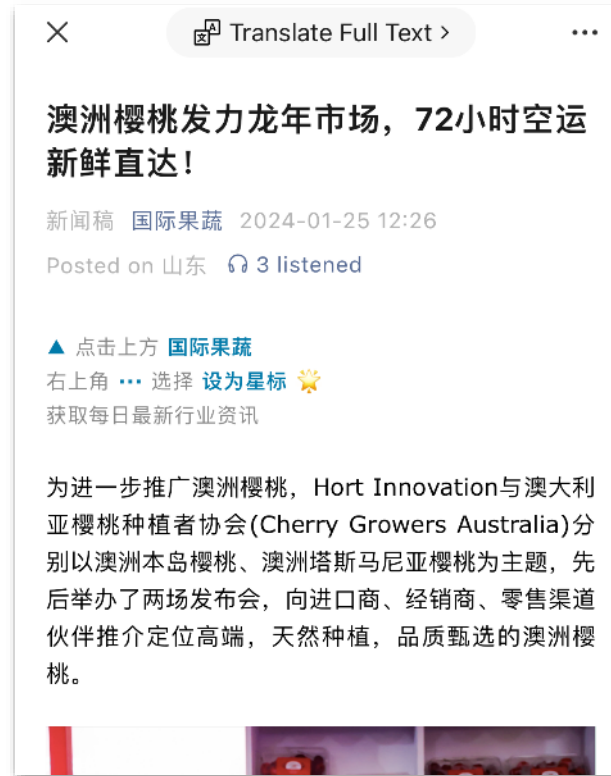 Translate Full Text >
澳洲樱桃发力龙年市场，72小时空运
新鲜直达！
新闻稿 国际果蔬 2024-01-25 12:26
Posted on 山东 3 listened
▲ 点击上方 国际果蔬
右上角 ••• 选择 设为星标 🌟
获取每日最新行业资讯
为进一步推广澳洲樱桃，Hort Innovation与澳大利
亚樱桃种植者协会(Cherry Growers Australia)分
别以澳洲本岛樱桃、澳洲塔斯马尼亚樱桃为主题，先
后举办了两场发布会，向进口商、经销商、零售渠道
伙伴推介定位高端，天然种植，品质甄选的澳洲樱
桃。